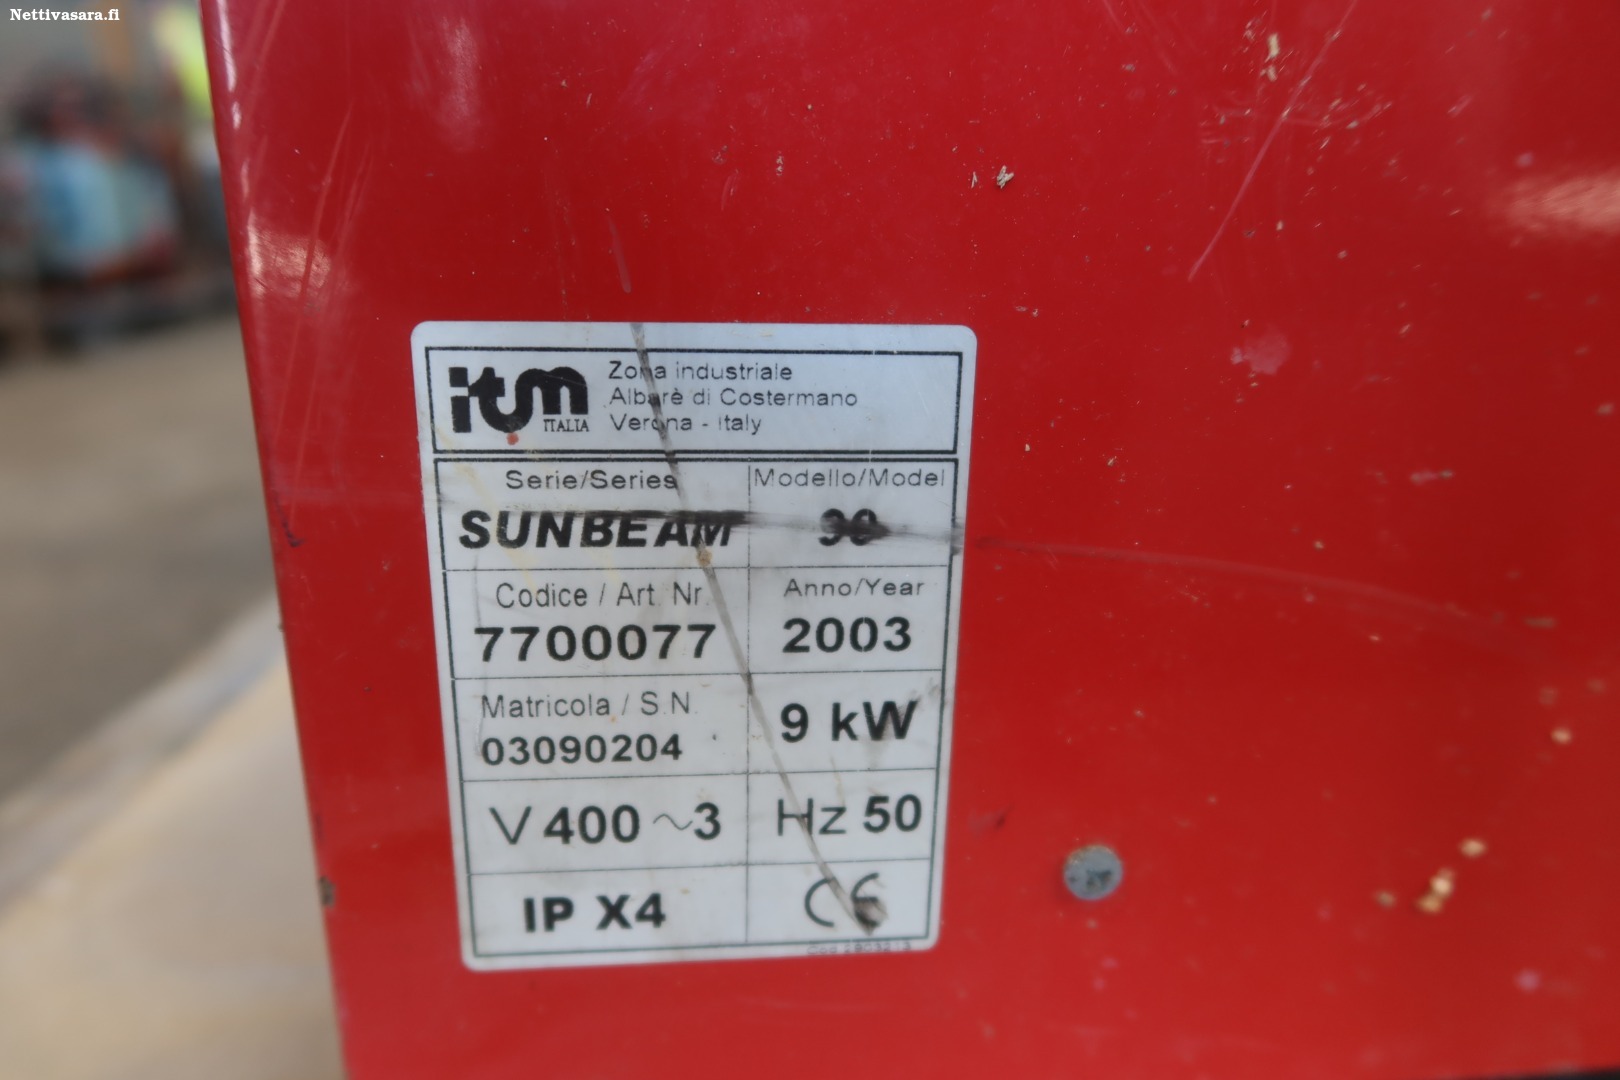 Nettivasara.fi
itm ITALIA
Zona industriale
Albarè di Costermano
Verona - Italy
Serie/Series
Modello/Model
SUNBEAM
90
Codice / Art. Nr.
Anno/Year
7700077
2003
Matricola / S.N.
03090204
9 kW
V 400 ~3
Hz 50
IP X4
CE